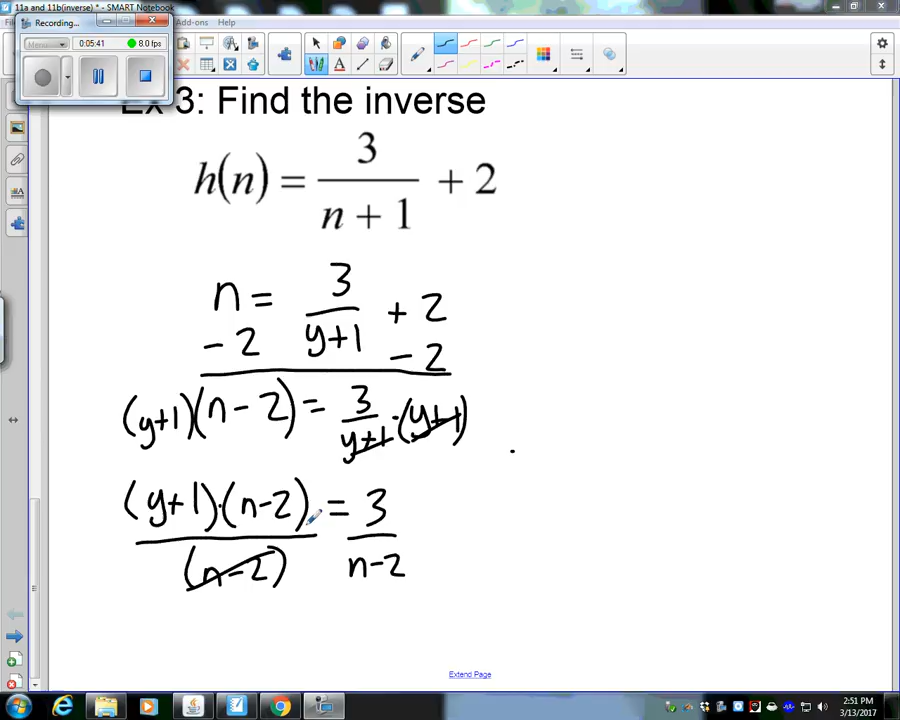 11a and 11b(inverse) * - SMART Notebook
Recording...
Add-ons Help
Menu
0:05:41 8.0 fps
Ex 3: Find the inverse
h(n) = 3/(n + 1) + 2
n = 3/(y+1) + 2
- 2 - 2
(y+1)(n - 2) = 3/(y+1) · (y+1)
(y+1)·(n-2) = 3
(n-2) n-2
Extend Page
2:51 PM
3/13/2017